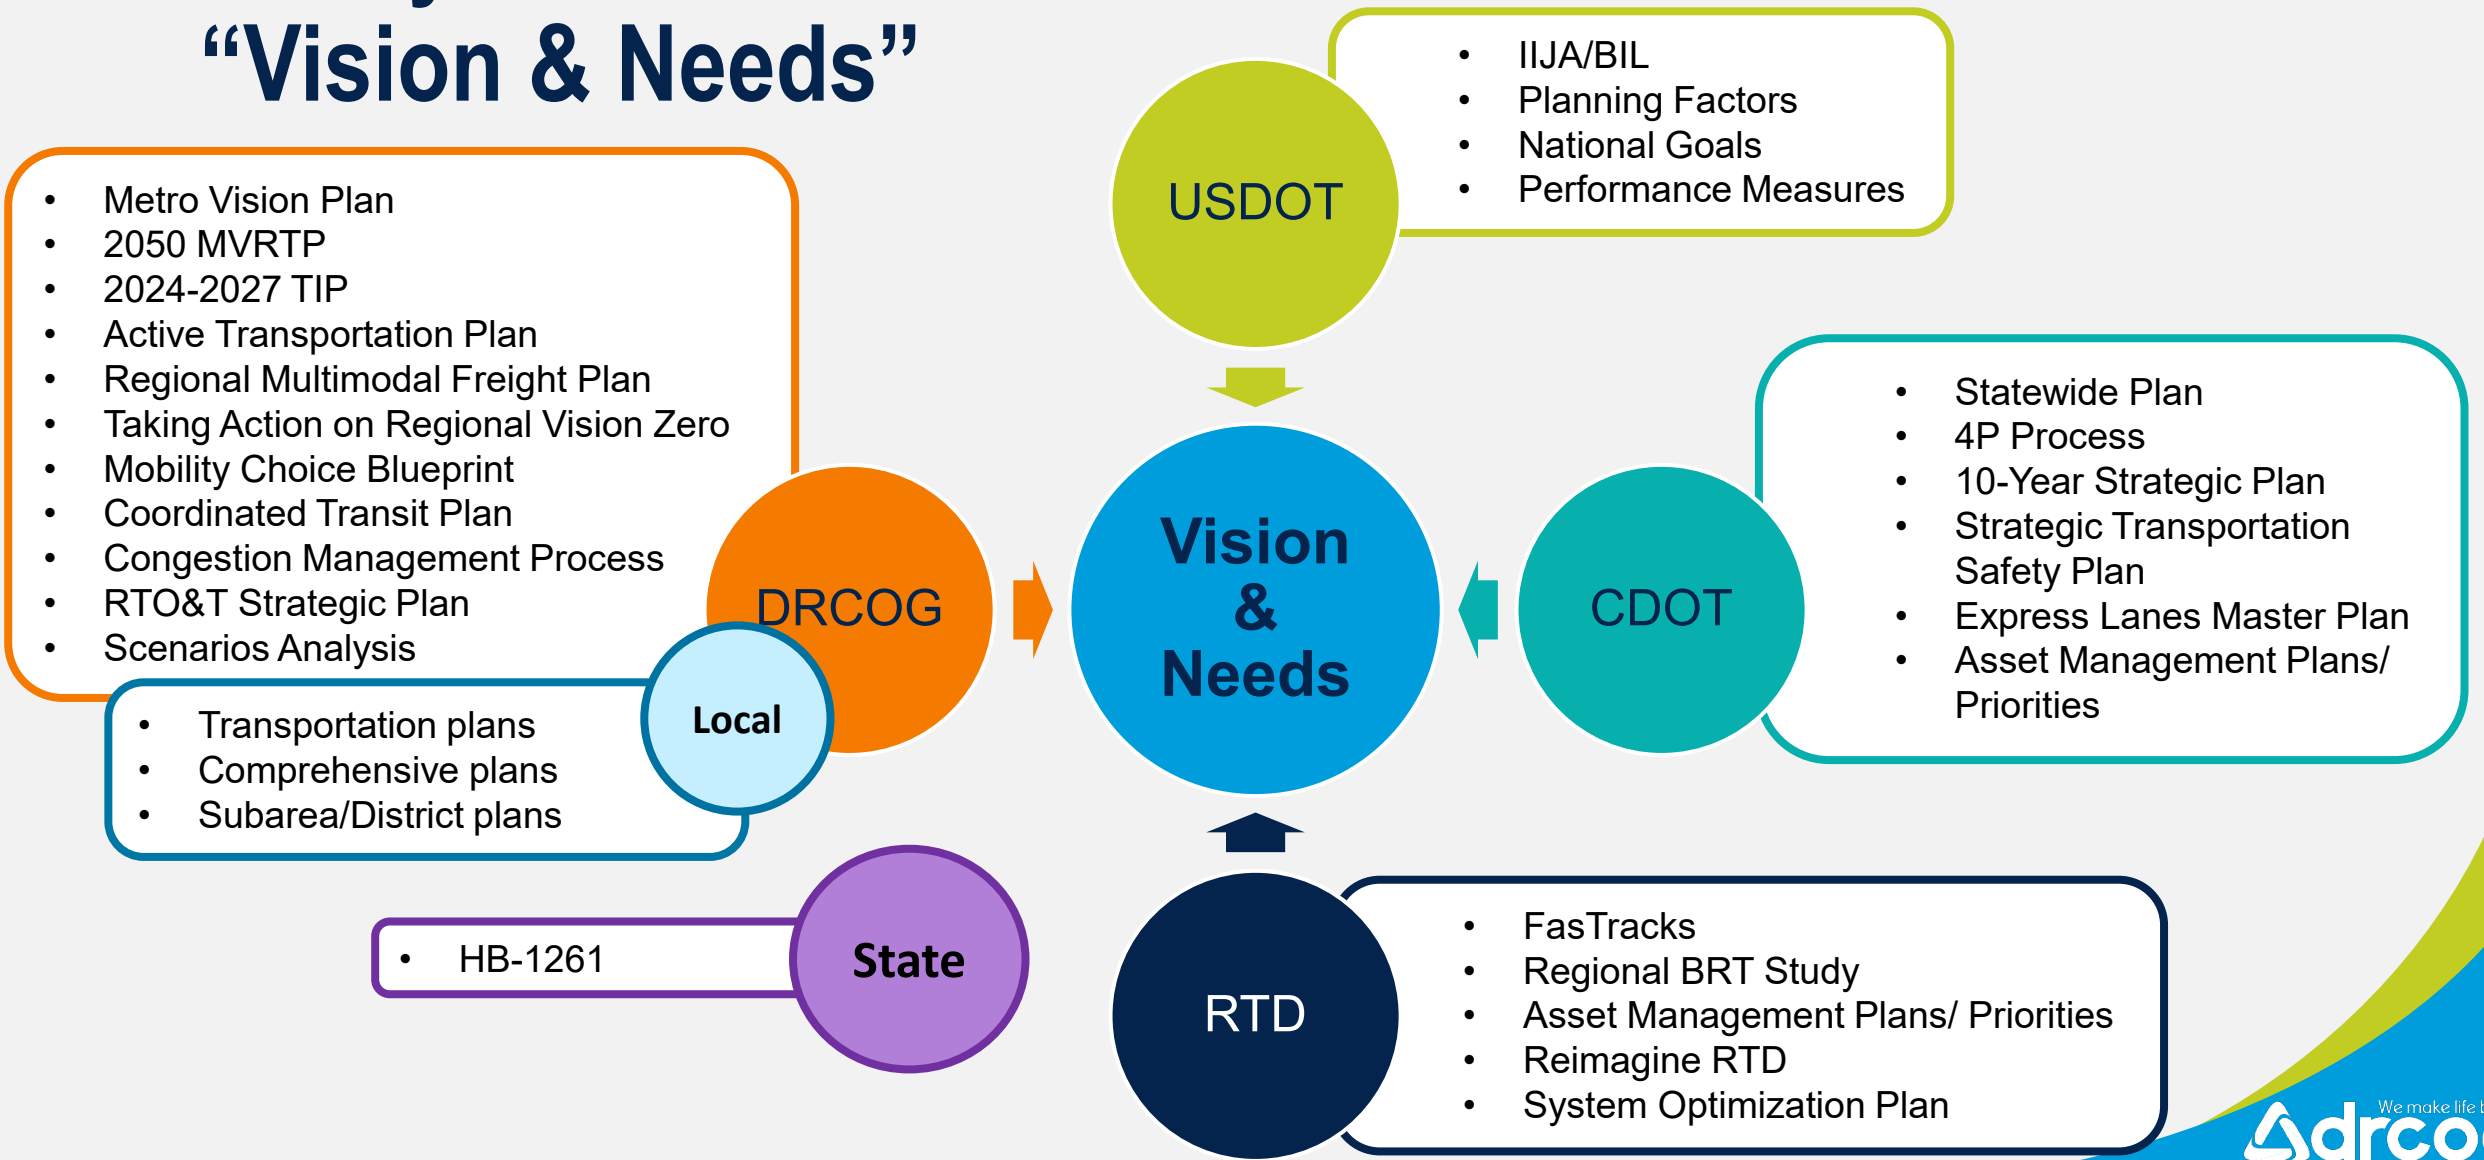 “Vision & Needs”
• Metro Vision Plan
• 2050 MVRTP
• 2024-2027 TIP
• Active Transportation Plan
• Regional Multimodal Freight Plan
• Taking Action on Regional Vision Zero
• Mobility Choice Blueprint
• Coordinated Transit Plan
• Congestion Management Process
• RTO&T Strategic Plan
• Scenarios Analysis
DRCOG
• Transportation plans
• Comprehensive plans
• Subarea/District plans
Local
• HB-1261
State
USDOT
• IIJA/BIL
• Planning Factors
• National Goals
• Performance Measures
Vision
&
Needs
CDOT
• Statewide Plan
• 4P Process
• 10-Year Strategic Plan
• Strategic Transportation
Safety Plan
• Express Lanes Master Plan
• Asset Management Plans/
Priorities
RTD
• FasTracks
• Regional BRT Study
• Asset Management Plans/ Priorities
• Reimagine RTD
• System Optimization Plan
We make life
drco